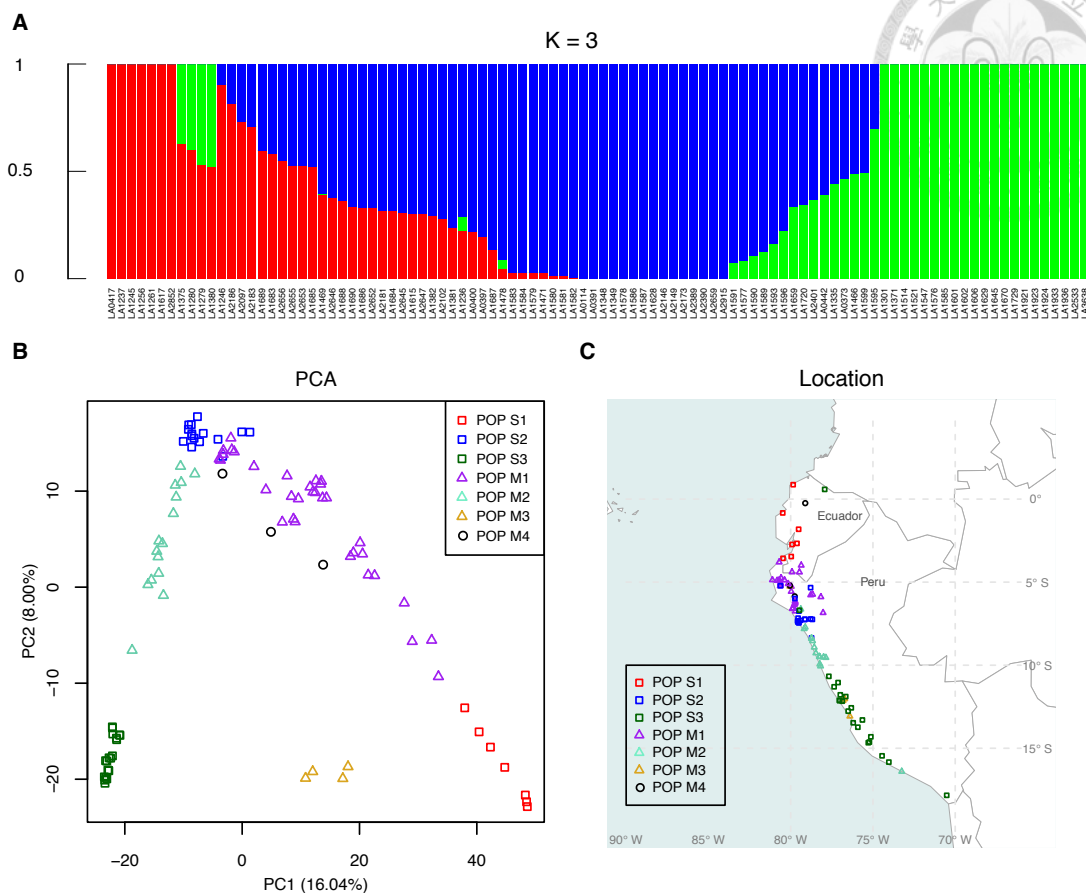 學 大 立
A
K = 3
1
0.5
0
LA0417 LA1237 LA1245 LA1256 LA1261 LA1617 LA2852 LA1375 LA1280 LA1279 LA1380 LA1246 LA2186 LA2097 LA2183 LA1689 LA1683 LA2656 LA2655 LA2653 LA1685 LA1469 LA2646 LA1688 LA1690 LA1686 LA2652 LA2181 LA1684 LA2645 LA1615 LA2647 LA1382 LA1381 LA1236 LA0400 LA0397 LA1687 LA1478 LA1583 LA1584 LA1579 LA1471 LA1580 LA1581 LA1562 LA0114 LA0391 LA1348 LA1349 LA1578 LA1586 LA1587 LA1628 LA2146 LA2149 LA2173 LA2389 LA2390 LA2659 LA2915 LA1591 LA1577 LA1590 LA1589 LA1593 LA1596 LA1659 LA1720 LA2401 LA0442 LA1335 LA0373 LA1466 LA1599 LA1595 LA1301 LA1371 LA1514 LA1521 LA1547 LA1576 LA1585 LA1601 LA1602 LA1606 LA1629 LA1645 LA1670 LA1729 LA1921 LA1923 LA1924 LA1933 LA1936 LA2533
B
PCA
POP S1
POP S2
POP S3
POP M1
POP M2
POP M3
POP M4
PC2 (8.00%)
10
0
−10
−20
−20 0 20 40
PC1 (16.04%)
C
Location
Ecuador
Peru
0°
5° S
10° S
15° S
POP S1
POP S2
POP S3
POP M1
POP M2
POP M3
POP M4
90° W 85° W 80° W 75° W 70° W